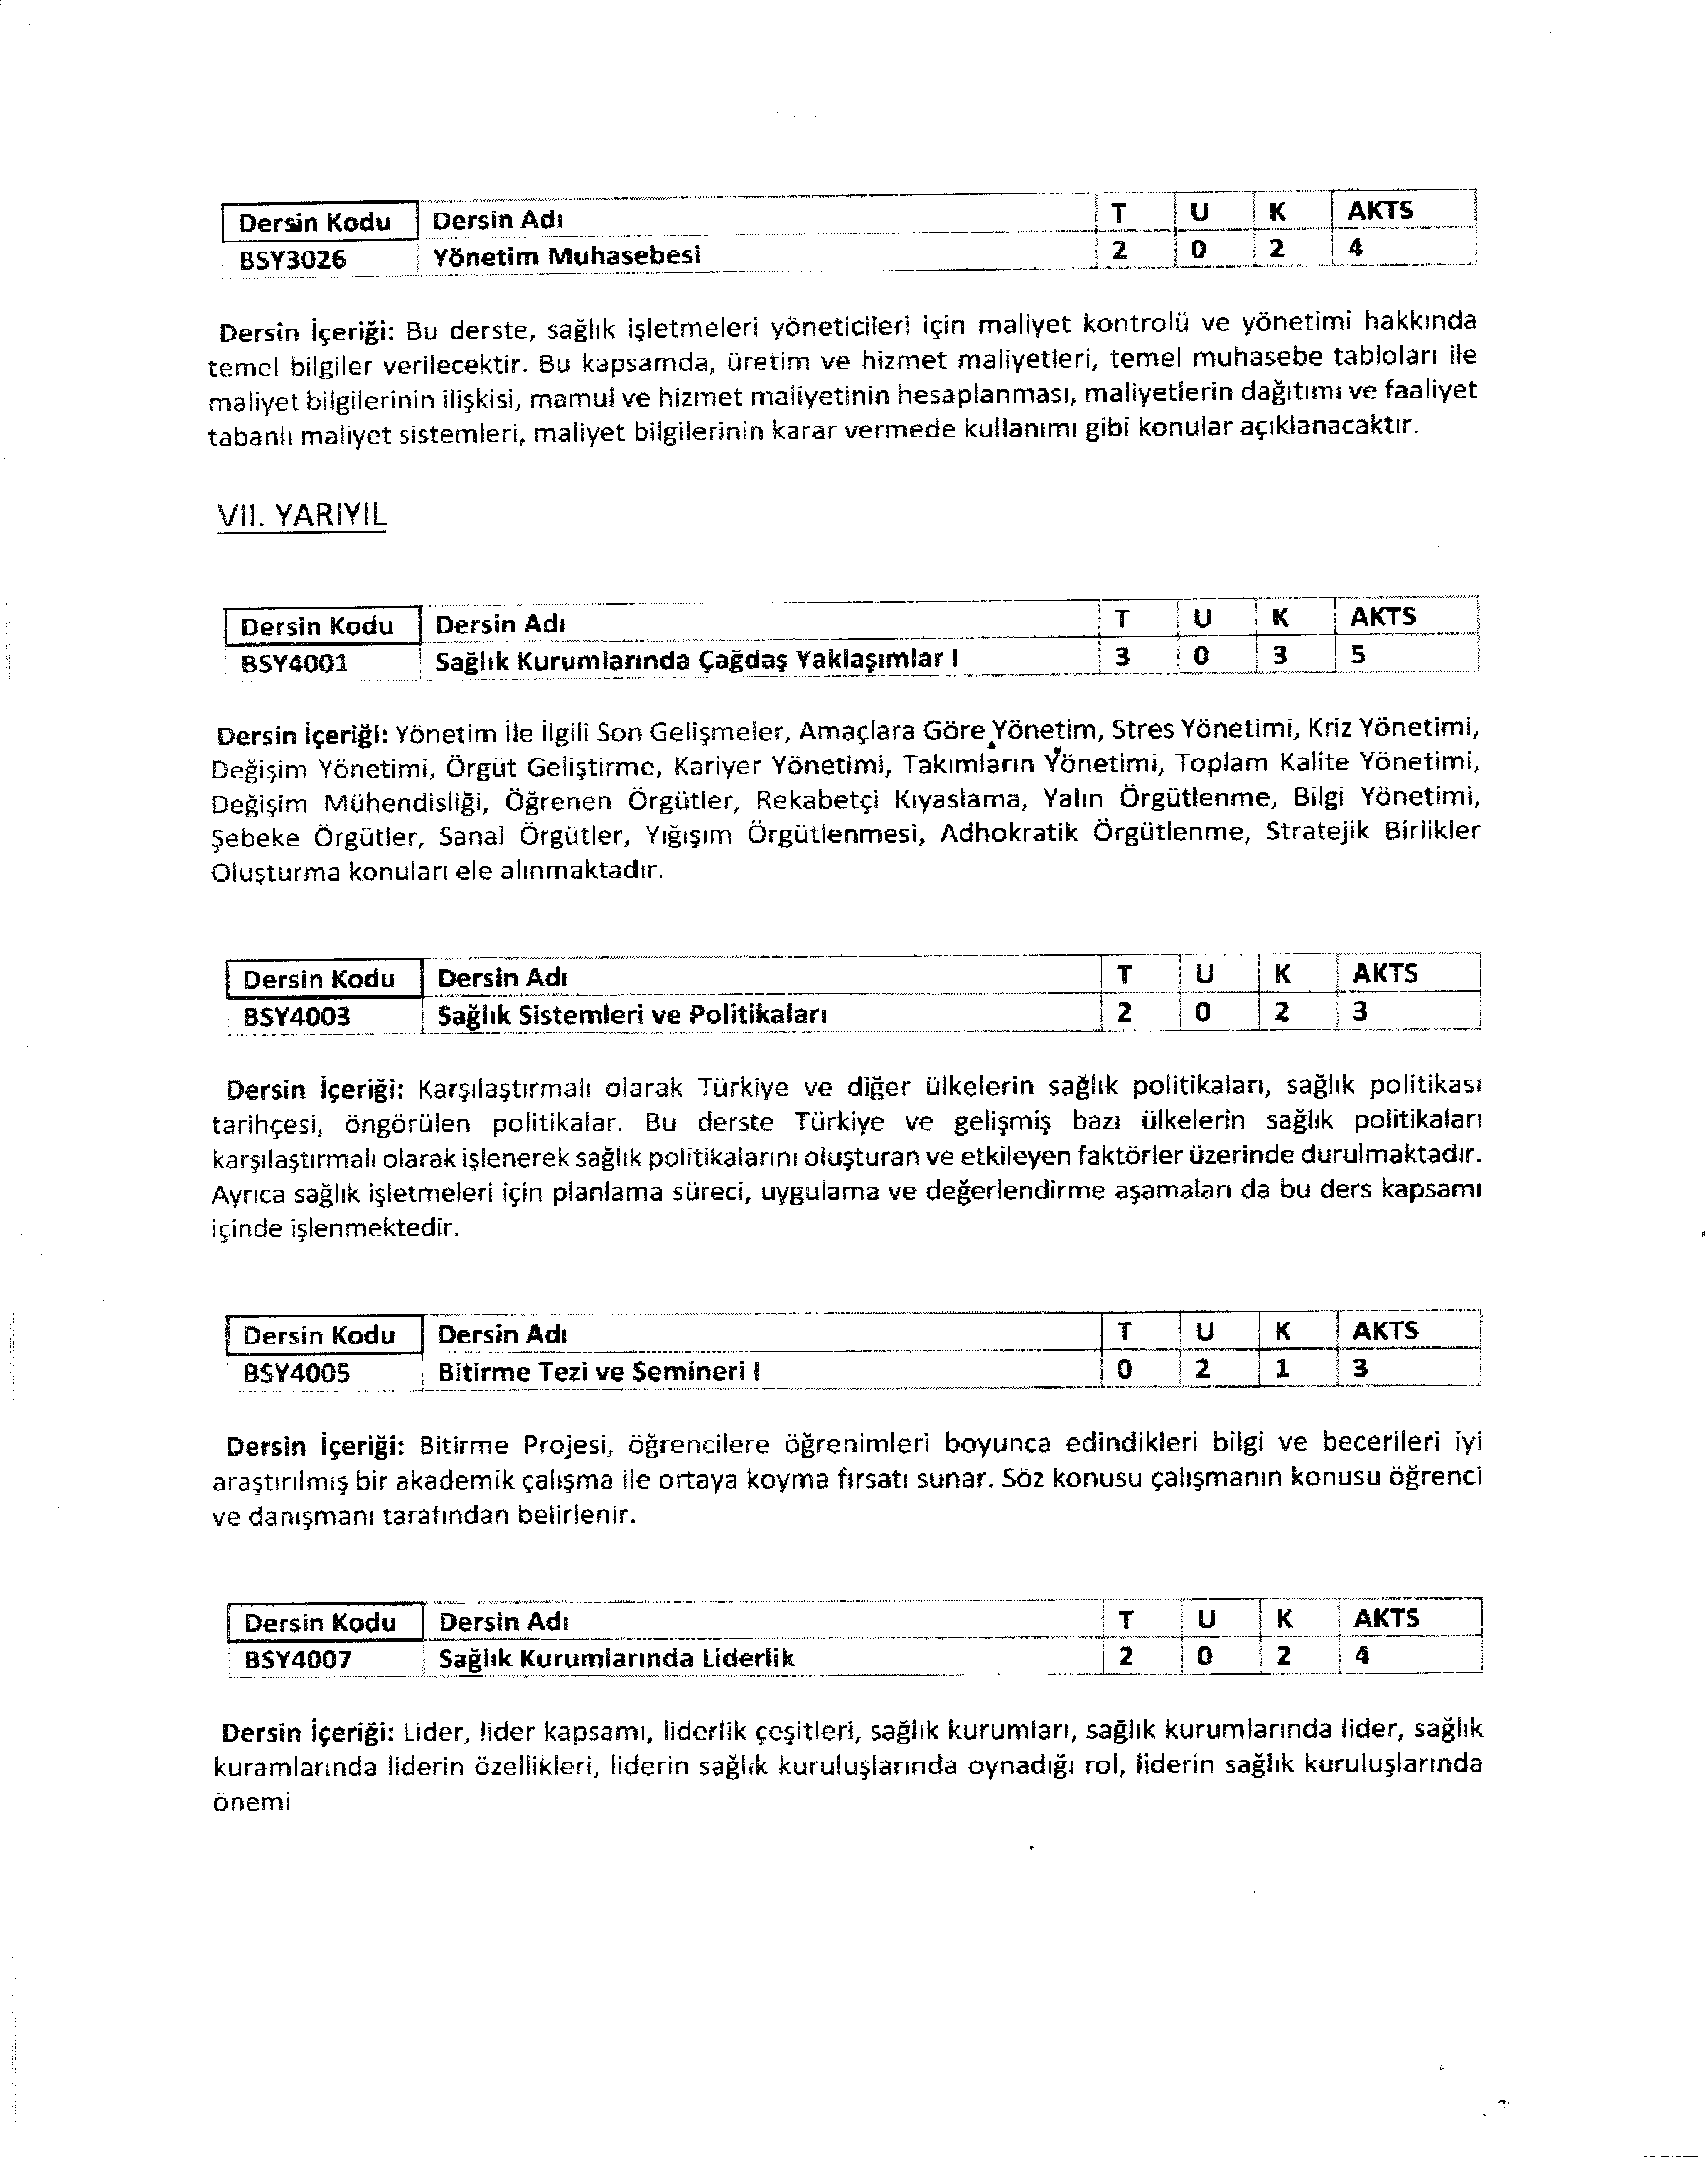 Dersin Kodu Dersin Adı T U K AKTS
BSY3026 Yönetim Muhasebesi 2 0 2 4
Dersin İçeriği: Bu derste, sağlık işletmeleri yöneticileri için maliyet kontrolü ve yönetimi hakkında
temel bilgiler verilecektir. Bu kapsamda, üretim ve hizmet maliyetleri, temel muhasebe tabloları ile
maliyet bilgilerinin ilişkisi, mamul ve hizmet maliyetinin hesaplanması, maliyetlerin dağıtımı ve faaliyet
tabanlı maliyet sistemleri, maliyet bilgilerinin karar vermede kullanımı gibi konular açıklanacaktır.
VII. YARIYIL
Dersin Kodu Dersin Adı T U K AKTS
BSY4001 Sağlık Kurumlarında Çağdaş Yaklaşımlar I 3 0 3 5
Dersin İçeriği: Yönetim ile ilgili Son Gelişmeler, Amaçlara Göre Yönetim, Stres Yönetimi, Kriz Yönetimi,
Değişim Yönetimi, Örgüt Geliştirme, Kariyer Yönetimi, Takımların Yönetimi, Toplam Kalite Yönetimi,
Değişim Mühendisliği, Öğrenen Örgütler, Rekabetçi Kıyaslama, Yalın Örgütlenme, Bilgi Yönetimi,
Şebeke Örgütler, Sanal Örgütler, Yığışım Örgütlenmesi, Adhokratik Örgütlenme, Stratejik Birlikler
Oluşturma konuları ele alınmaktadır.
Dersin Kodu Dersin Adı T U K AKTS
BSY4003 Sağlık Sistemleri ve Politikaları 2 0 2 3
Dersin İçeriği: Karşılaştırmalı olarak Türkiye ve diğer ülkelerin sağlık politikaları, sağlık politikası
tarihçesi, öngörülen politikalar. Bu derste Türkiye ve gelişmiş bazı ülkelerin sağlık politikaları
karşılaştırmalı olarak işlenerek sağlık politikalarını oluşturan ve etkileyen faktörler üzerinde durulmaktadır.
Ayrıca sağlık işletmeleri için planlama süreci, uygulama ve değerlendirme aşamaları da bu ders kapsamı
içinde işlenmektedir.
Dersin Kodu Dersin Adı T U K AKTS
BSY4005 Bitirme Tezi ve Semineri I 0 2 1 3
Dersin İçeriği: Bitirme Projesi, öğrencilere öğrenimleri boyunca edindikleri bilgi ve becerileri iyi
araştırılmış bir akademik çalışma ile ortaya koyma fırsatı sunar. Söz konusu çalışmanın konusu öğrenci
ve danışmanı tarafından belirlenir.
Dersin Kodu Dersin Adı T U K AKTS
BSY4007 Sağlık Kurumlarında Liderlik 2 0 2 4
Dersin İçeriği: Lider, lider kapsamı, liderlik çeşitleri, sağlık kurumları, sağlık kurumlarında lider, sağlık
kuramlarında liderin özellikleri, liderin sağlık kuruluşlarında oynadığı rol, liderin sağlık kuruluşlarında
önemi